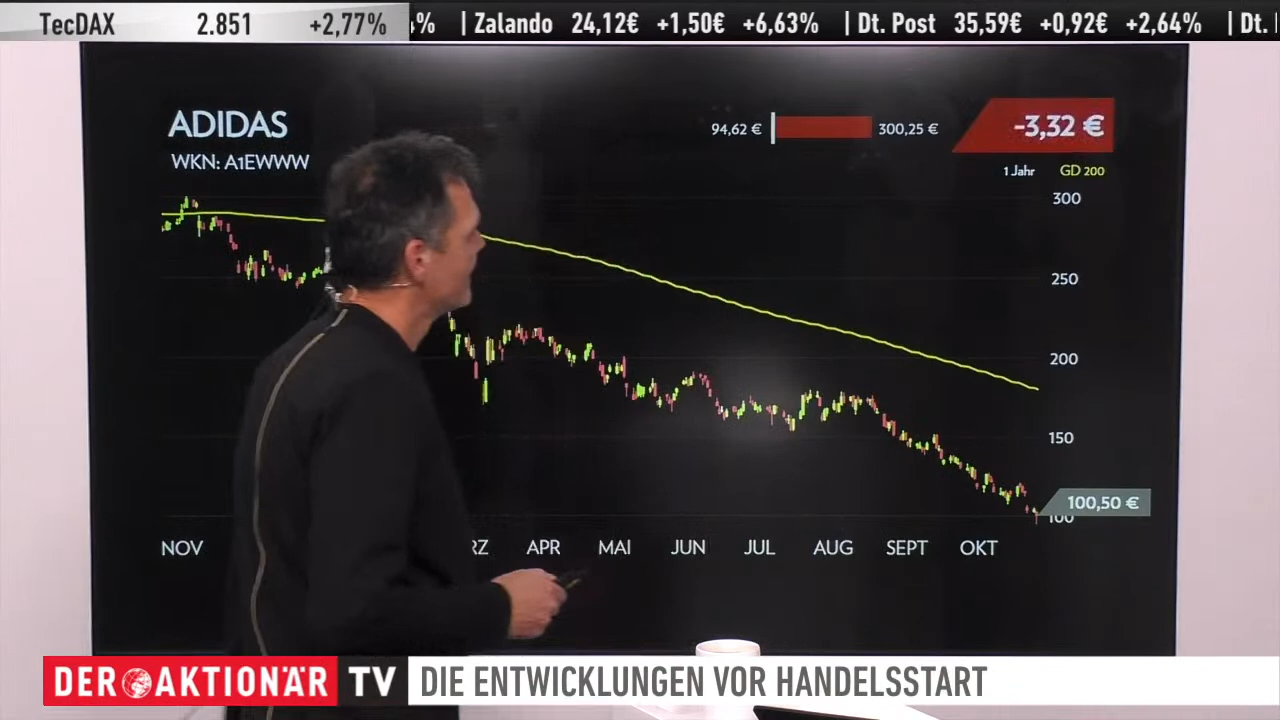 TecDAX 2.851 +2,77% 4% | Zalando 24,12€ +1,50€ +6,63% | Dt. Post 35,59€ +0,92€ +2,64% | Dt.
ADIDAS
WKN: A1EWWW
94,62 € 300,25 €
-3,32 €
1 Jahr GD 200
300
250
200
150
100,50 €
100
NOV RZ APR MAI JUN JUL AUG SEPT OKT
DER AKTIONÄR TV DIE ENTWICKLUNGEN VOR HANDELSSTART